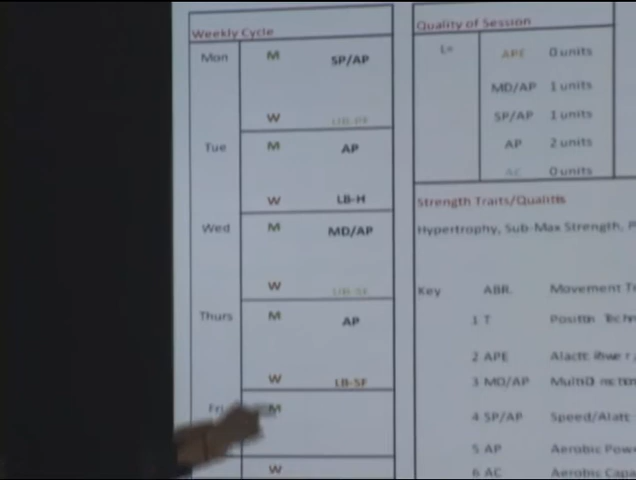 Weekly Cycle
Mon M SP/AP
W
Tue M AP
W LB-H
Wed M MD/AP
W
Thurs M AP
W LB-SF
Fri M
W
Quality of Session
L= APE 0 units
MD/AP 1 units
SP/AP 1 units
AP 2 units
AC 0 units
Strength Traits/Qualities
Hypertrophy, Sub-Max Strength,
Key ABR. Movement
1 T
2 APE
3 MD/AP
4 SP/AP
5 AP Aerobic
6 AC Aerobic